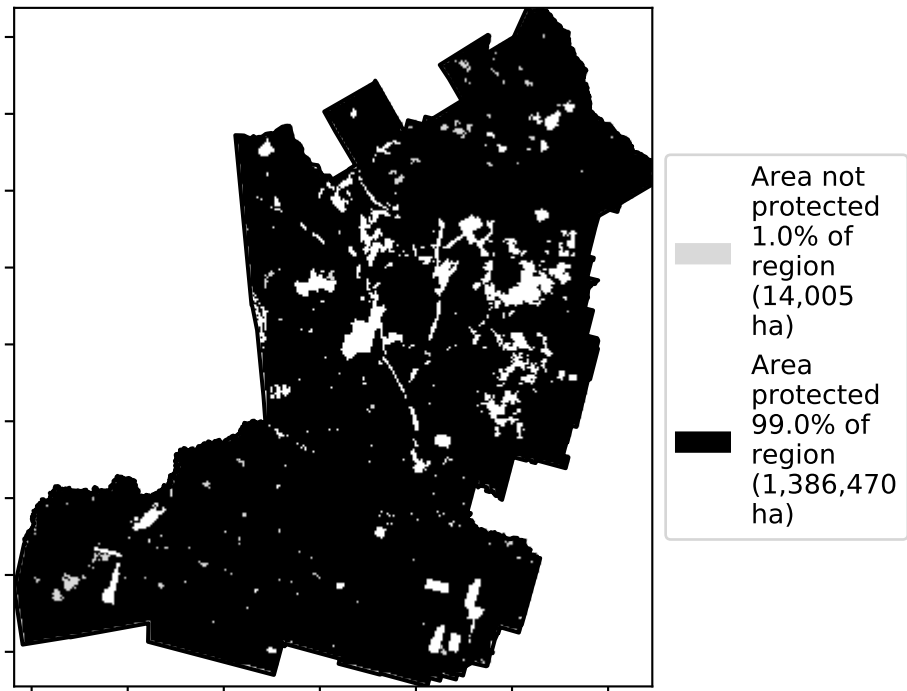 Area not
protected
1.0% of
region
(14,005
ha)
Area
protected
99.0% of
region
(1,386,470
ha)